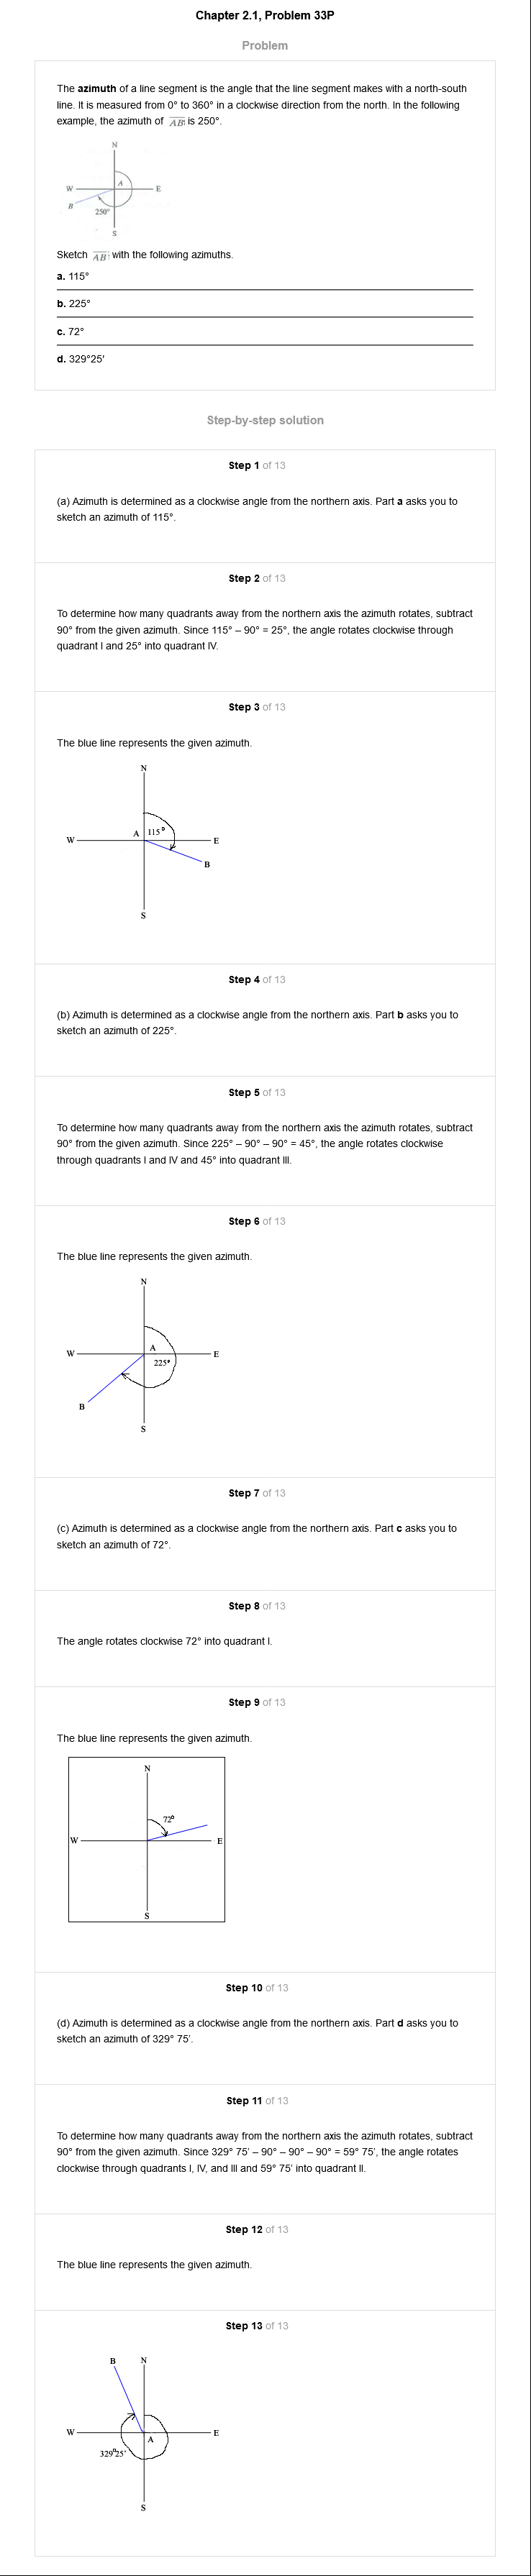 Chapter 2.1, Problem 33P
Problem
The azimuth of a line segment is the angle that the line segment makes with a north-south
line. It is measured from 0° to 360° in a clockwise direction from the north. In the following
example, the azimuth of AB is 250°.
N
W A E
B
250°
S
Sketch AB with the following azimuths.
a. 115°
b. 225°
c. 72°
d. 329°25′
Step-by-step solution
Step 1 of 13
(a) Azimuth is determined as a clockwise angle from the northern axis. Part a asks you to
sketch an azimuth of 115°.
Step 2 of 13
To determine how many quadrants away from the northern axis the azimuth rotates, subtract
90° from the given azimuth. Since 115° – 90° = 25°, the angle rotates clockwise through
quadrant I and 25° into quadrant IV.
Step 3 of 13
The blue line represents the given azimuth.
N
A 115°
W E
B
S
Step 4 of 13
(b) Azimuth is determined as a clockwise angle from the northern axis. Part b asks you to
sketch an azimuth of 225°.
Step 5 of 13
To determine how many quadrants away from the northern axis the azimuth rotates, subtract
90° from the given azimuth. Since 225° – 90° – 90° = 45°, the angle rotates clockwise
through quadrants I and IV and 45° into quadrant III.
Step 6 of 13
The blue line represents the given azimuth.
N
A
W E
225°
B
S
Step 7 of 13
(c) Azimuth is determined as a clockwise angle from the northern axis. Part c asks you to
sketch an azimuth of 72°.
Step 8 of 13
The angle rotates clockwise 72° into quadrant I.
Step 9 of 13
The blue line represents the given azimuth.
N
72°
W E
S
Step 10 of 13
(d) Azimuth is determined as a clockwise angle from the northern axis. Part d asks you to
sketch an azimuth of 329° 75′.
Step 11 of 13
To determine how many quadrants away from the northern axis the azimuth rotates, subtract
90° from the given azimuth. Since 329° 75′ – 90° – 90° – 90° = 59° 75′, the angle rotates
clockwise through quadrants I, IV, and III and 59° 75′ into quadrant II.
Step 12 of 13
The blue line represents the given azimuth.
Step 13 of 13
B N
W E
A
329°25′
S